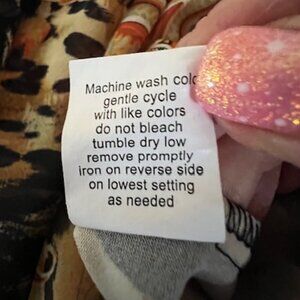 Machine wash cold
gentle cycle
with like colors
do not bleach
tumble dry low
remove promptly
iron on reverse side
on lowest setting
as needed